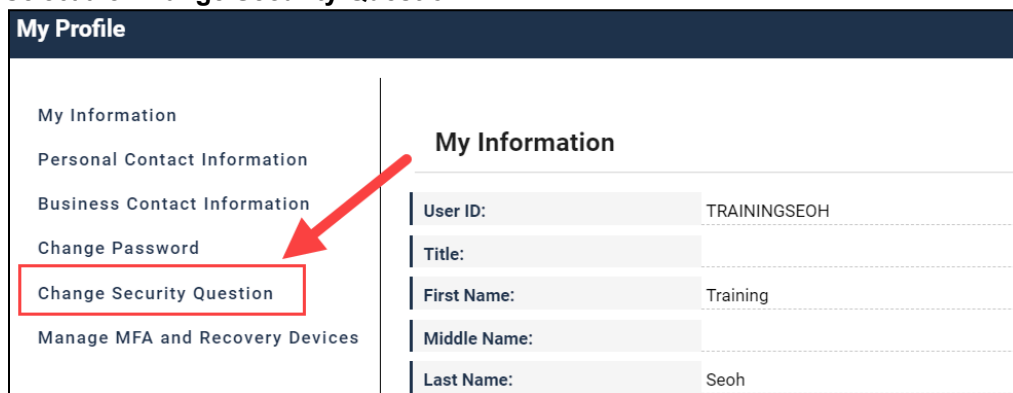 My Profile
My Information
Personal Contact Information
Business Contact Information
Change Password
Change Security Question
Manage MFA and Recovery Devices
My Information
User ID: TRAININGSEOH
Title:
First Name: Training
Middle Name:
Last Name: Seoh